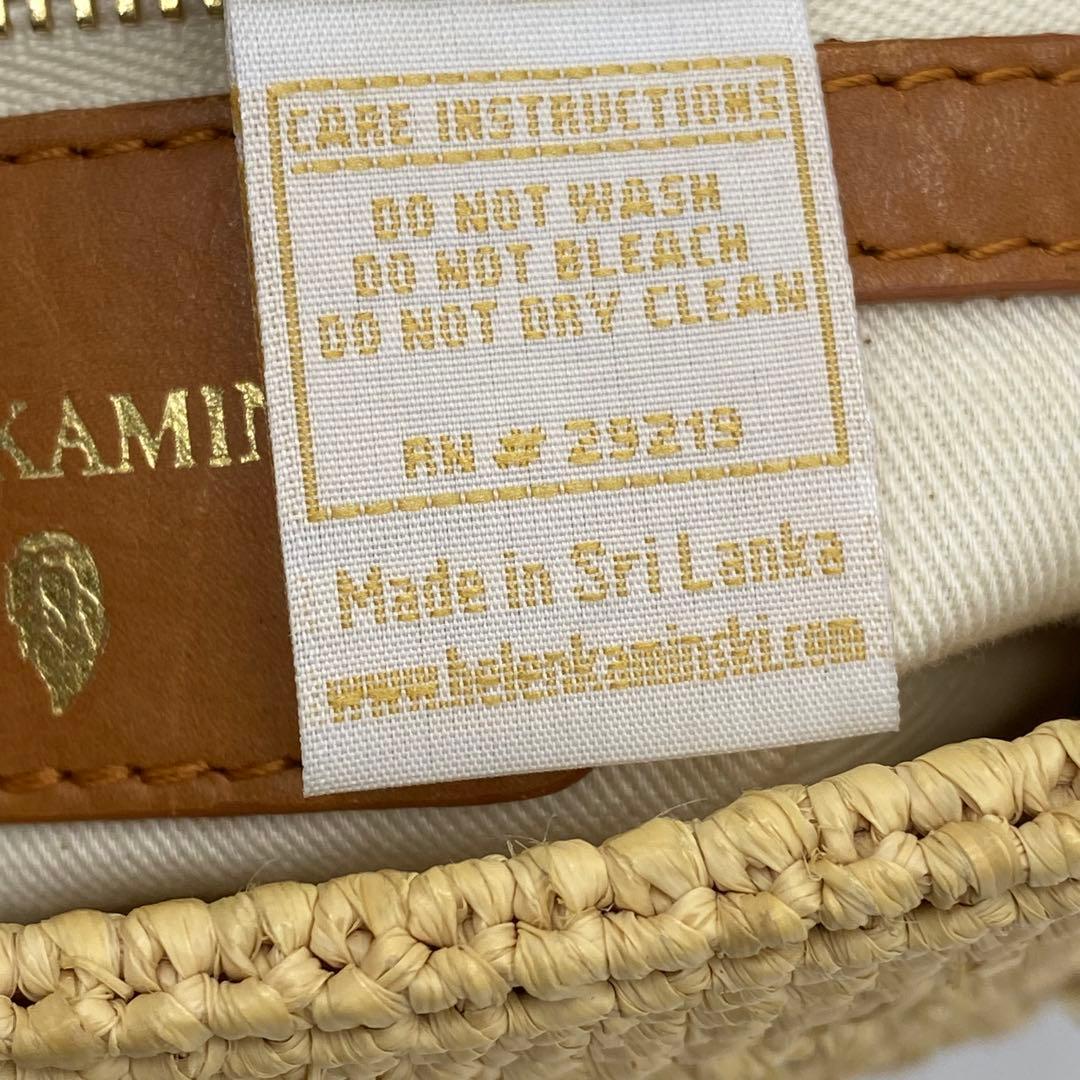 CARE INSTRUCTIONS
DO NOT WASH
DO NOT BLEACH
DO NOT DRY CLEAN
KAMIN
RN # 29219
Made in Sri Lanka
www.helenkaminski.com